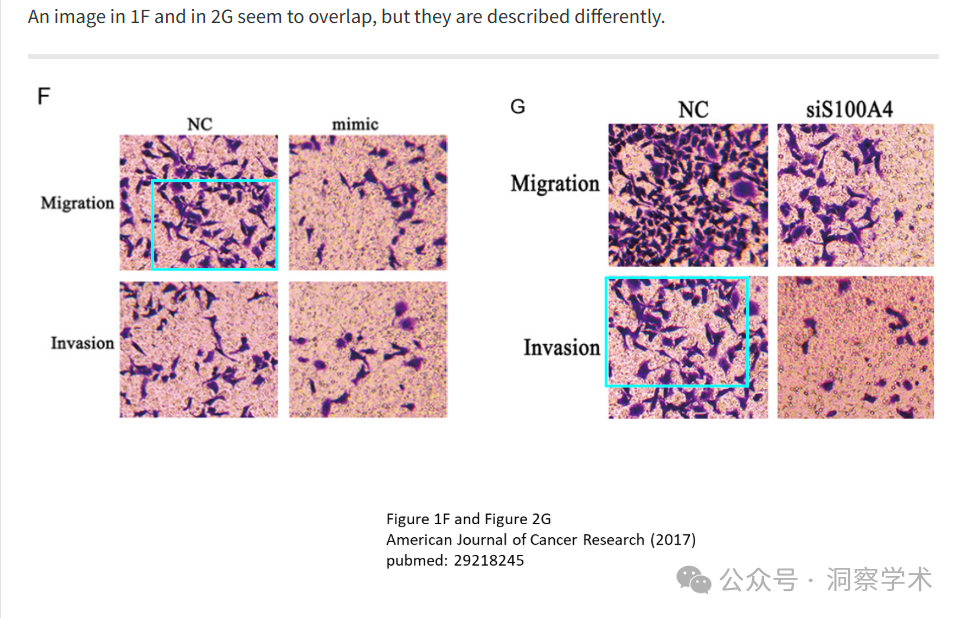 An image in 1F and in 2G seem to overlap, but they are described differently.
F
NC mimic
Migration
Invasion
G
NC siS100A4
Migration
Invasion
Figure 1F and Figure 2G
American Journal of Cancer Research (2017)
pubmed: 29218245
公众号 · 洞察学术